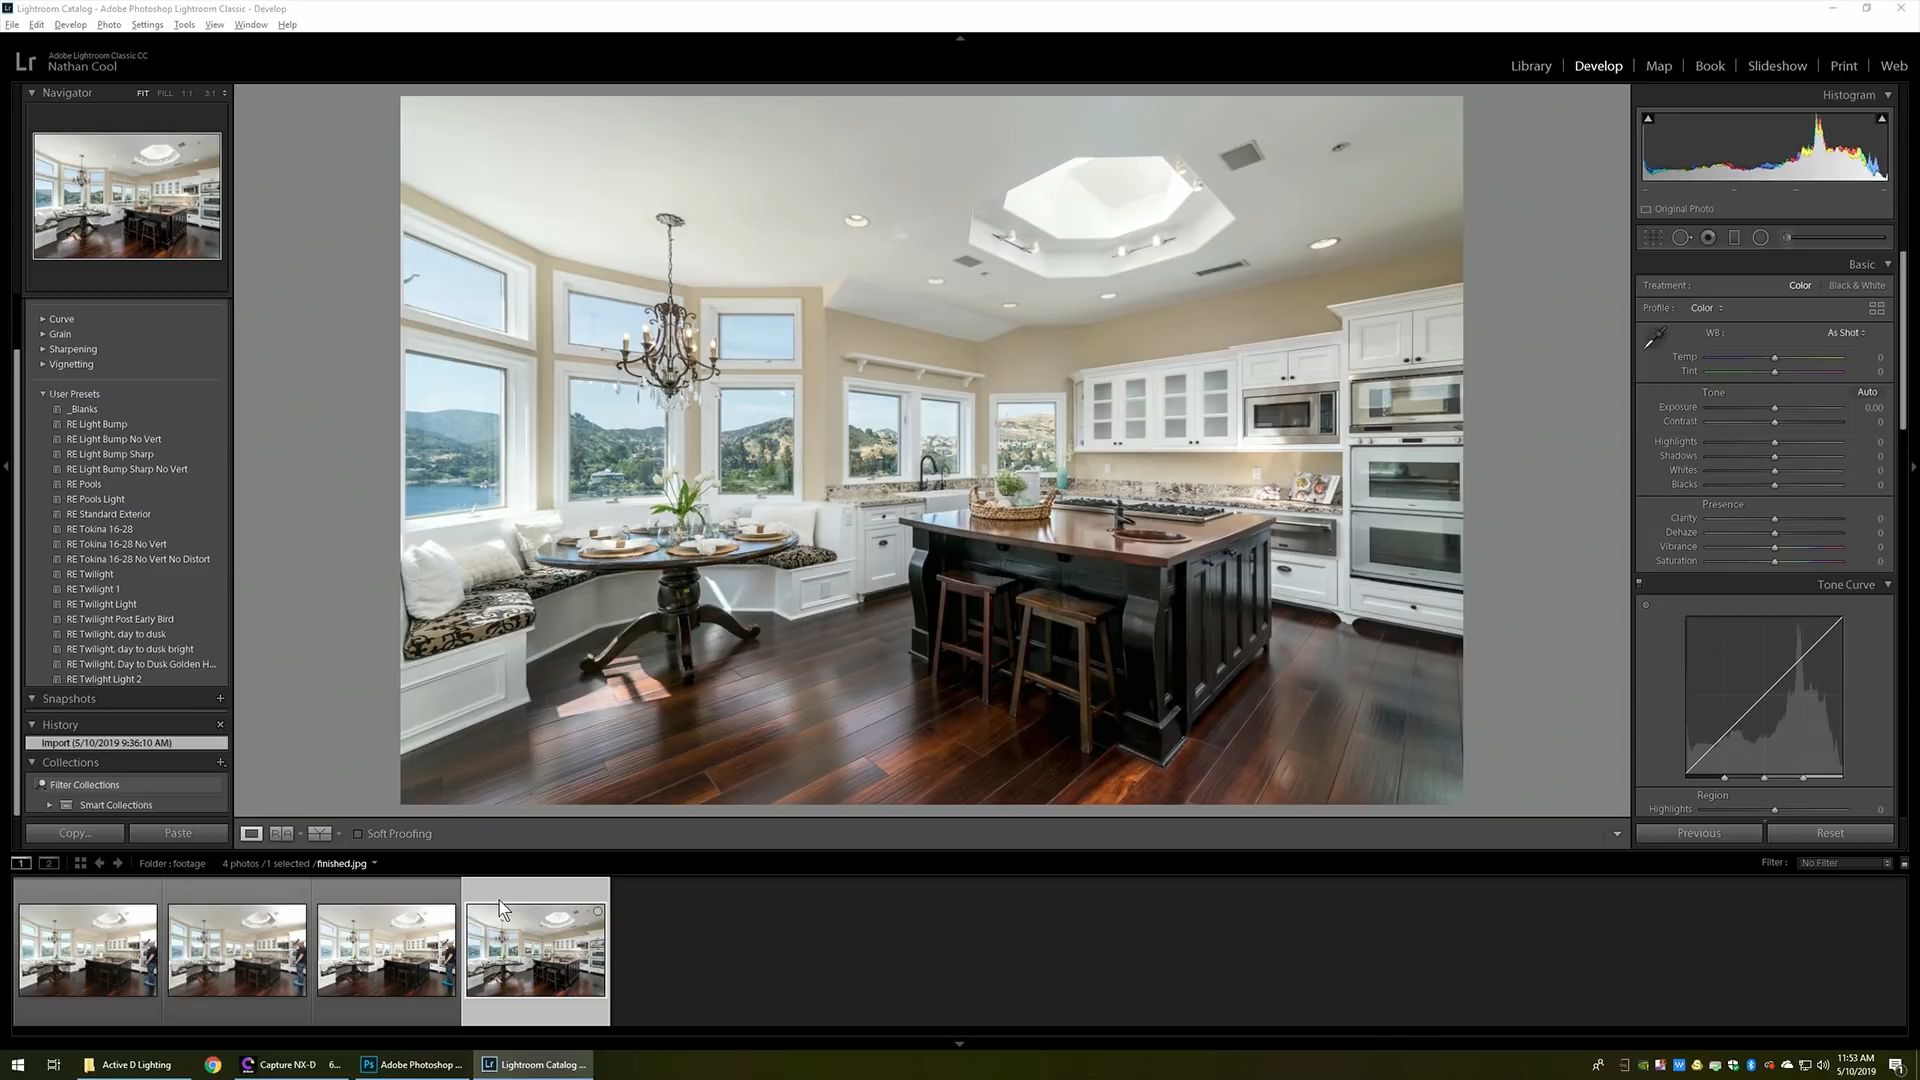 Lightroom Catalog - Adobe Photoshop Lightroom Classic - Develop
File Edit Develop Photo Settings Tools View Window Help
Lr Adobe Lightroom Classic CC
Nathan Cool
Library Develop Map Book Slideshow Print Web
Navigator FIT FILL 1:1 3:1
Curve
Grain
Sharpening
Vignetting
User Presets
_Blanks
RE Light Bump
RE Light Bump No Vert
RE Light Bump Sharp
RE Light Bump Sharp No Vert
RE Pools
RE Pools Light
RE Standard Exterior
RE Tokina 16-28
RE Tokina 16-28 No Vert
RE Tokina 16-28 No Vert No Distort
RE Twilight
RE Twilight 1
RE Twilight Light
RE Twilight Post Early Bird
RE Twilight, day to dusk
RE Twilight, day to dusk bright
RE Twilight, Day to Dusk Golden H...
RE Twlight Light 2
Snapshots
History
Import (5/10/2019 9:36:10 AM)
Collections
Filter Collections
Smart Collections
Copy... Paste
Soft Proofing
Histogram
Original Photo
Basic
Treatment : Color Black & White
Profile : Color
WB : As Shot
Temp 0
Tint 0
Tone Auto
Exposure 0.00
Contrast 0
Highlights 0
Shadows 0
Whites 0
Blacks 0
Presence
Clarity 0
Dehaze 0
Vibrance 0
Saturation 0
Tone Curve
Region
Highlights 0
Previous Reset
1 2 Folder : footage 4 photos / 1 selected / finished.jpg Filter : No Filter
Active D Lighting Capture NX-D 6... Ps Adobe Photoshop ... Lr Lightroom Catalog ...
11:53 AM
5/10/2019